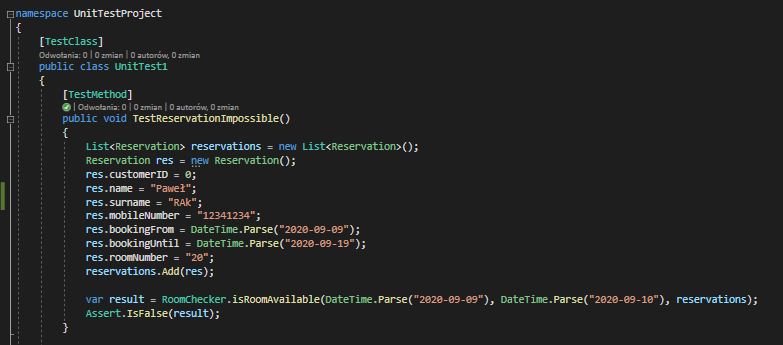 namespace UnitTestProject
{
[TestClass]
Odwołania: 0 | 0 zmian | 0 autorów, 0 zmian
public class UnitTest1
{
[TestMethod]
| Odwołania: 0 | 0 zmian | 0 autorów, 0 zmian
public void TestReservationImpossible()
{
List<Reservation> reservations = new List<Reservation>();
Reservation res = new Reservation();
res.customerID = 0;
res.name = "Paweł";
res.surname = "RAk";
res.mobileNumber = "12341234";
res.bookingFrom = DateTime.Parse("2020-09-09");
res.bookingUntil = DateTime.Parse("2020-09-19");
res.roomNumber = "20";
reservations.Add(res);
var result = RoomChecker.isRoomAvailable(DateTime.Parse("2020-09-09"), DateTime.Parse("2020-09-10"), reservations);
Assert.IsFalse(result);
}